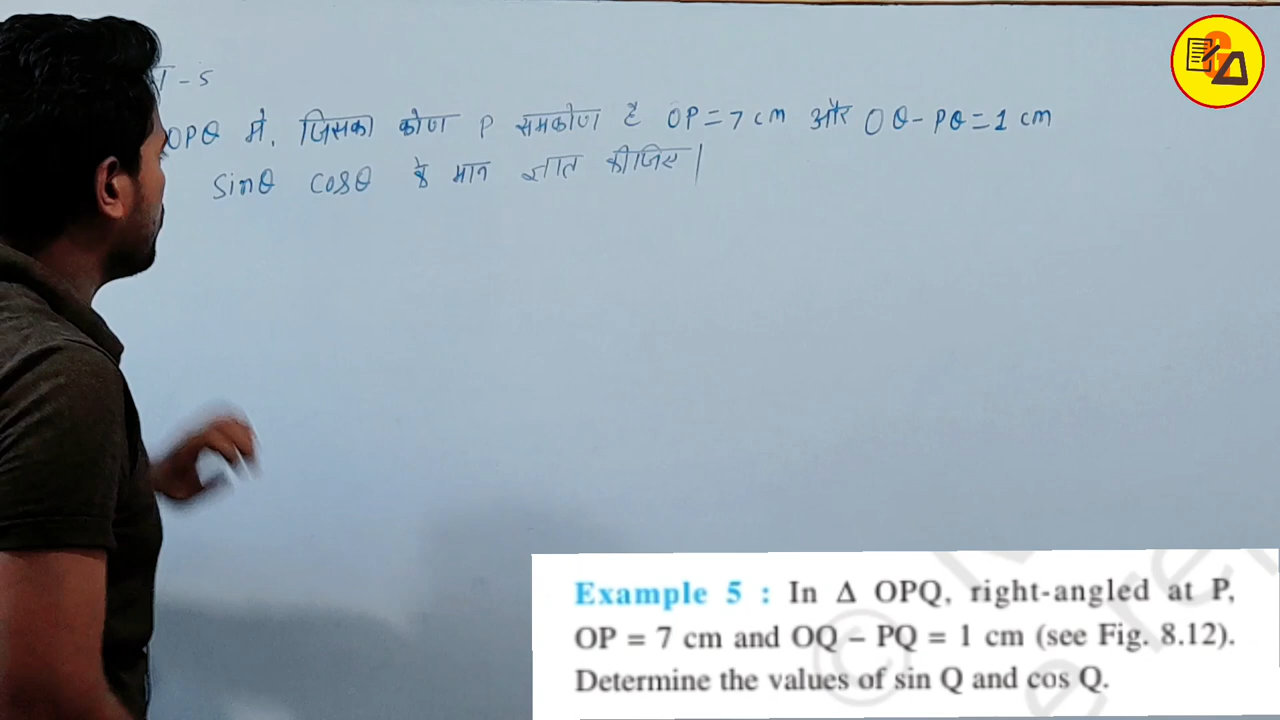 - 5
OPQ में, जिसका कोण P समकोण है OP = 7 cm और OQ - PQ = 1 cm
sinθ cosθ के मान ज्ञात कीजिए |
Example 5 : In Δ OPQ, right-angled at P,
OP = 7 cm and OQ – PQ = 1 cm (see Fig. 8.12).
Determine the values of sin Q and cos Q.